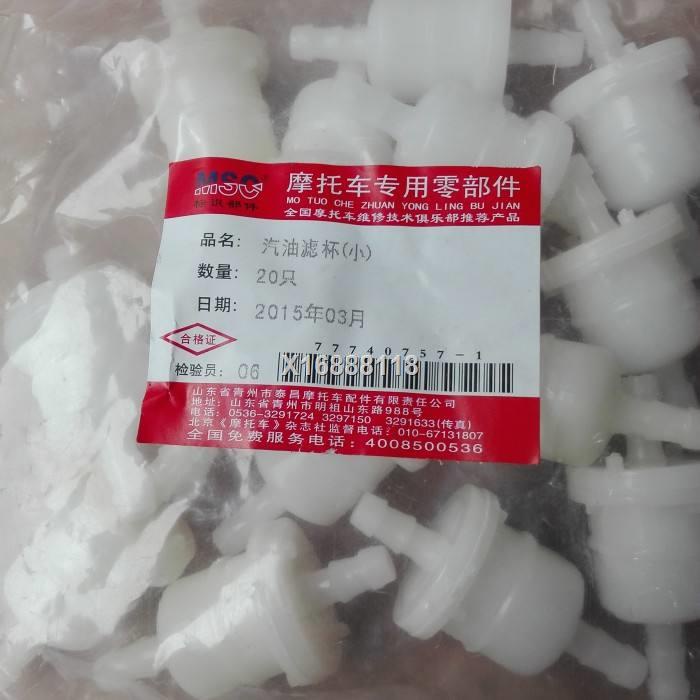 MSC®
标识部件
摩托车专用零部件
MO TUO CHE ZHUAN YONG LING BU JIAN
全国摩托车维修技术俱乐部推荐产品
品名: 汽油滤杯(小)
数量: 20只
日期: 2015年03月
合格证
77740757-1
检验员: 06
X16888118
山东省青州市泰昌摩托车配件有限责任公司
地址: 山东省青州市明祖山东路988号
电话: 0536-3291724 3297150 3291633(传真)
北京《摩托车》杂志社监督电话: 010-67131807
全国免费服务电话: 4008500536